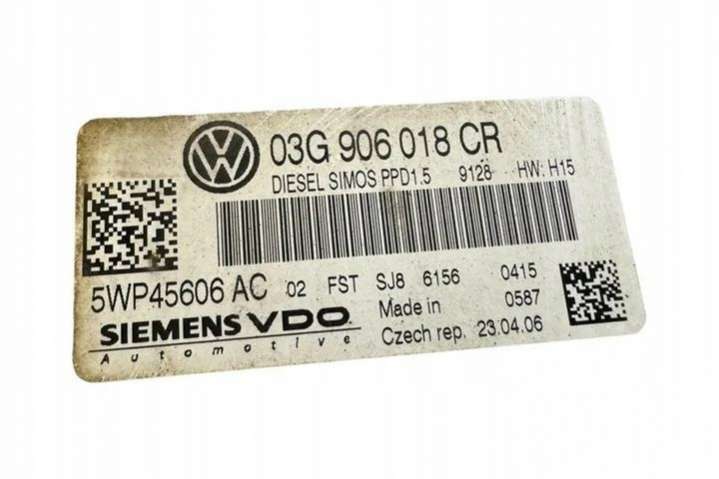 03G 906 018 CR
DIESEL SIMOS PPD1.5 9128 HW: H15
5WP45606 AC 02 FST SJ8 6156 0415
SIEMENS VDO Made in 0587
Automotive Czech rep. 23.04.06